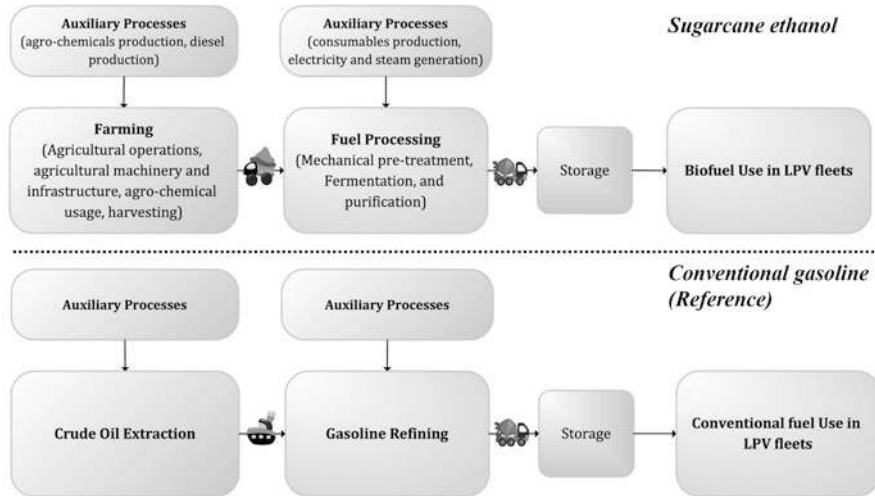 Auxiliary Processes
(agro-chemicals production, diesel
production)
Auxiliary Processes
(consumables production,
electricity and steam generation)
Sugarcane ethanol
Farming
(Agricultural operations,
agricultural machinery and
infrastructure, agro-chemical
usage, harvesting)
Fuel Processing
(Mechanical pre-treatment,
Fermentation, and
purification)
Storage
Biofuel Use in LPV fleets
Conventional gasoline
(Reference)
Auxiliary Processes
Auxiliary Processes
Crude Oil Extraction
Gasoline Refining
Storage
Conventional fuel Use in
LPV fleets